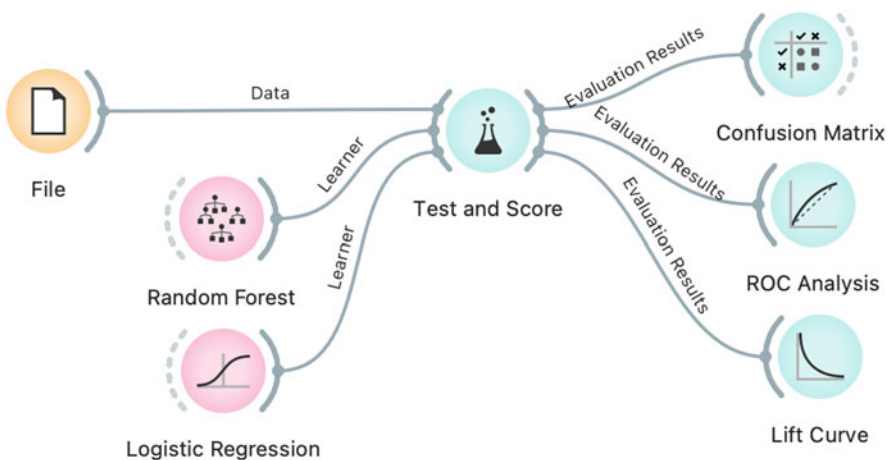 Data
File
Learner
Random Forest
Learner
Logistic Regression
Test and Score
Evaluation Results
Confusion Matrix
Evaluation Results
ROC Analysis
Evaluation Results
Lift Curve